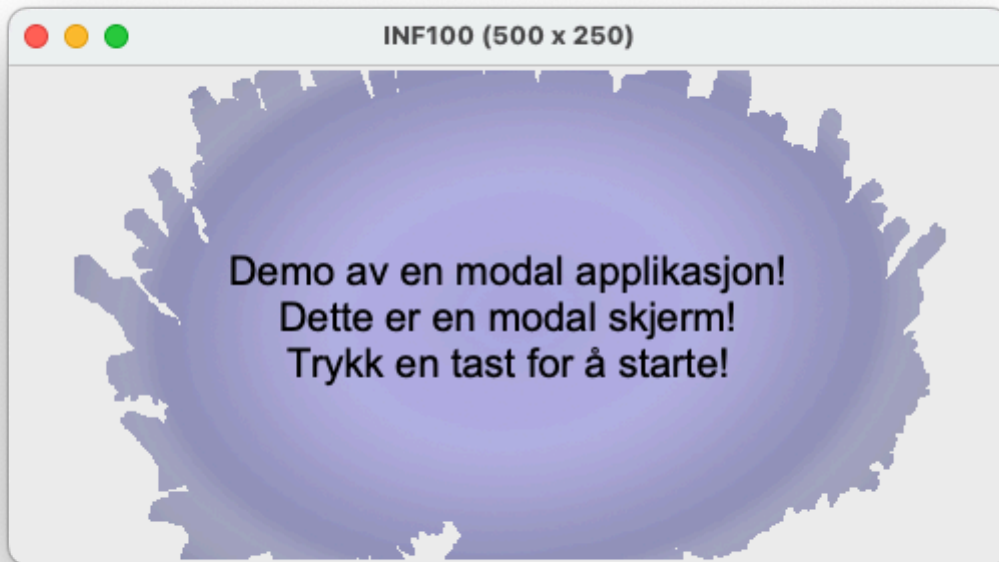 INF100 (500 x 250)
Demo av en modal applikasjon!
Dette er en modal skjerm!
Trykk en tast for å starte!